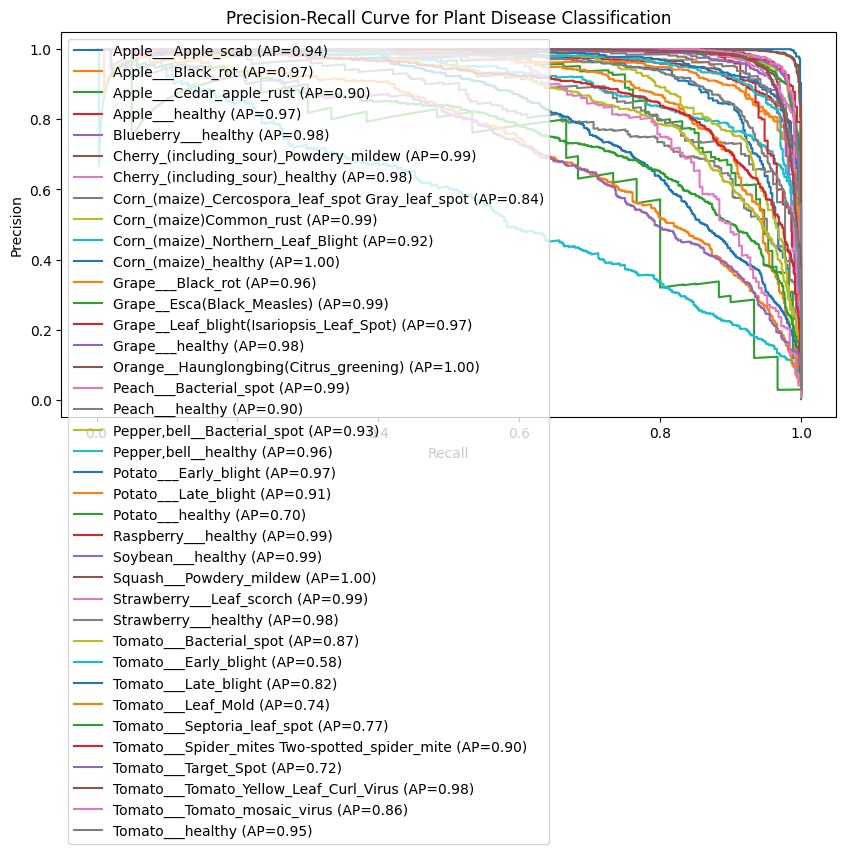 Precision-Recall Curve for Plant Disease Classification
1.0
0.8
0.6
0.4
0.2
0.0
Precision
Apple___Apple_scab (AP=0.94)
Apple___Black_rot (AP=0.97)
Apple___Cedar_apple_rust (AP=0.90)
Apple___healthy (AP=0.97)
Blueberry___healthy (AP=0.98)
Cherry_(including_sour)_Powdery_mildew (AP=0.99)
Cherry_(including_sour)_healthy (AP=0.98)
Corn_(maize)_Cercospora_leaf_spot Gray_leaf_spot (AP=0.84)
Corn_(maize)Common_rust (AP=0.99)
Corn_(maize)_Northern_Leaf_Blight (AP=0.92)
Corn_(maize)_healthy (AP=1.00)
Grape___Black_rot (AP=0.96)
Grape__Esca(Black_Measles) (AP=0.99)
Grape__Leaf_blight(Isariopsis_Leaf_Spot) (AP=0.97)
Grape___healthy (AP=0.98)
Orange__Haunglongbing(Citrus_greening) (AP=1.00)
Peach___Bacterial_spot (AP=0.99)
Peach___healthy (AP=0.90)
Pepper,bell__Bacterial_spot (AP=0.93)
Pepper,bell__healthy (AP=0.96)
Potato___Early_blight (AP=0.97)
Potato___Late_blight (AP=0.91)
Potato___healthy (AP=0.70)
Raspberry___healthy (AP=0.99)
Soybean___healthy (AP=0.99)
Squash___Powdery_mildew (AP=1.00)
Strawberry___Leaf_scorch (AP=0.99)
Strawberry___healthy (AP=0.98)
Tomato___Bacterial_spot (AP=0.87)
Tomato___Early_blight (AP=0.58)
Tomato___Late_blight (AP=0.82)
Tomato___Leaf_Mold (AP=0.74)
Tomato___Septoria_leaf_spot (AP=0.77)
Tomato___Spider_mites Two-spotted_spider_mite (AP=0.90)
Tomato___Target_Spot (AP=0.72)
Tomato___Tomato_Yellow_Leaf_Curl_Virus (AP=0.98)
Tomato___Tomato_mosaic_virus (AP=0.86)
Tomato___healthy (AP=0.95)
0.0 0.4 0.6 0.8 1.0
Recall